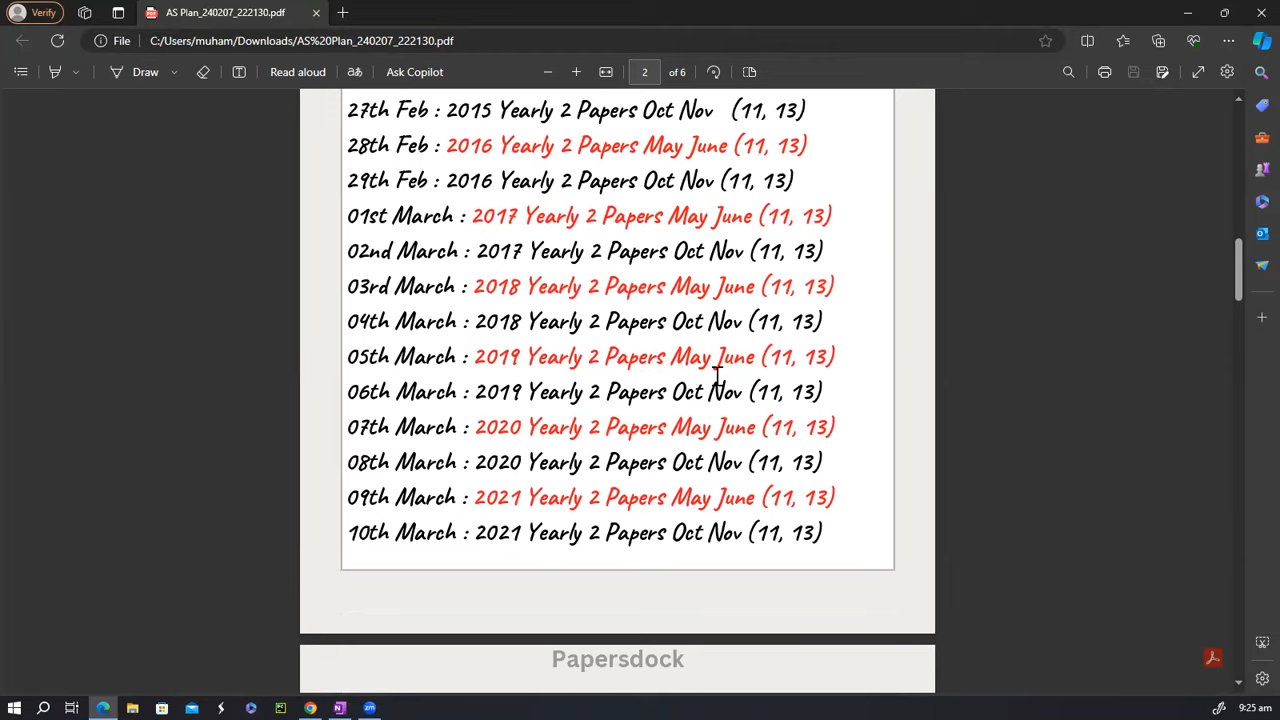 Verify
AS Plan_240207_222130.pdf
File
C:/Users/muham/Downloads/AS%20Plan_240207_222130.pdf
Draw
Read aloud
Ask Copilot
2
of 6
27th Feb : 2015 Yearly 2 Papers Oct Nov (11, 13)
28th Feb : 2016 Yearly 2 Papers May June (11, 13)
29th Feb : 2016 Yearly 2 Papers Oct Nov (11, 13)
01st March : 2017 Yearly 2 Papers May June (11, 13)
02nd March : 2017 Yearly 2 Papers Oct Nov (11, 13)
03rd March : 2018 Yearly 2 Papers May June (11, 13)
04th March : 2018 Yearly 2 Papers Oct Nov (11, 13)
05th March : 2019 Yearly 2 Papers May June (11, 13)
06th March : 2019 Yearly 2 Papers Oct Nov (11, 13)
07th March : 2020 Yearly 2 Papers May June (11, 13)
08th March : 2020 Yearly 2 Papers Oct Nov (11, 13)
09th March : 2021 Yearly 2 Papers May June (11, 13)
10th March : 2021 Yearly 2 Papers Oct Nov (11, 13)
Papersdock
9:25 am